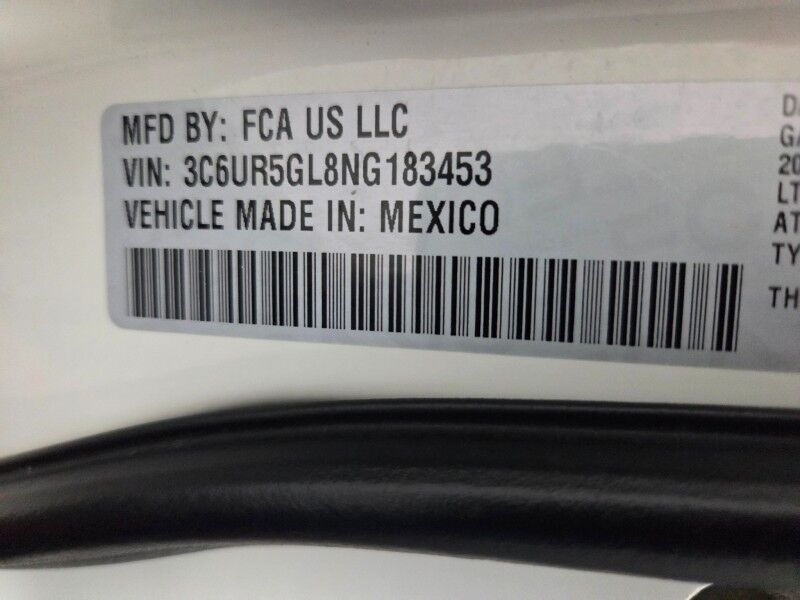 MFD BY: FCA US LLC
VIN: 3C6UR5GL8NG183453
VEHICLE MADE IN: MEXICO